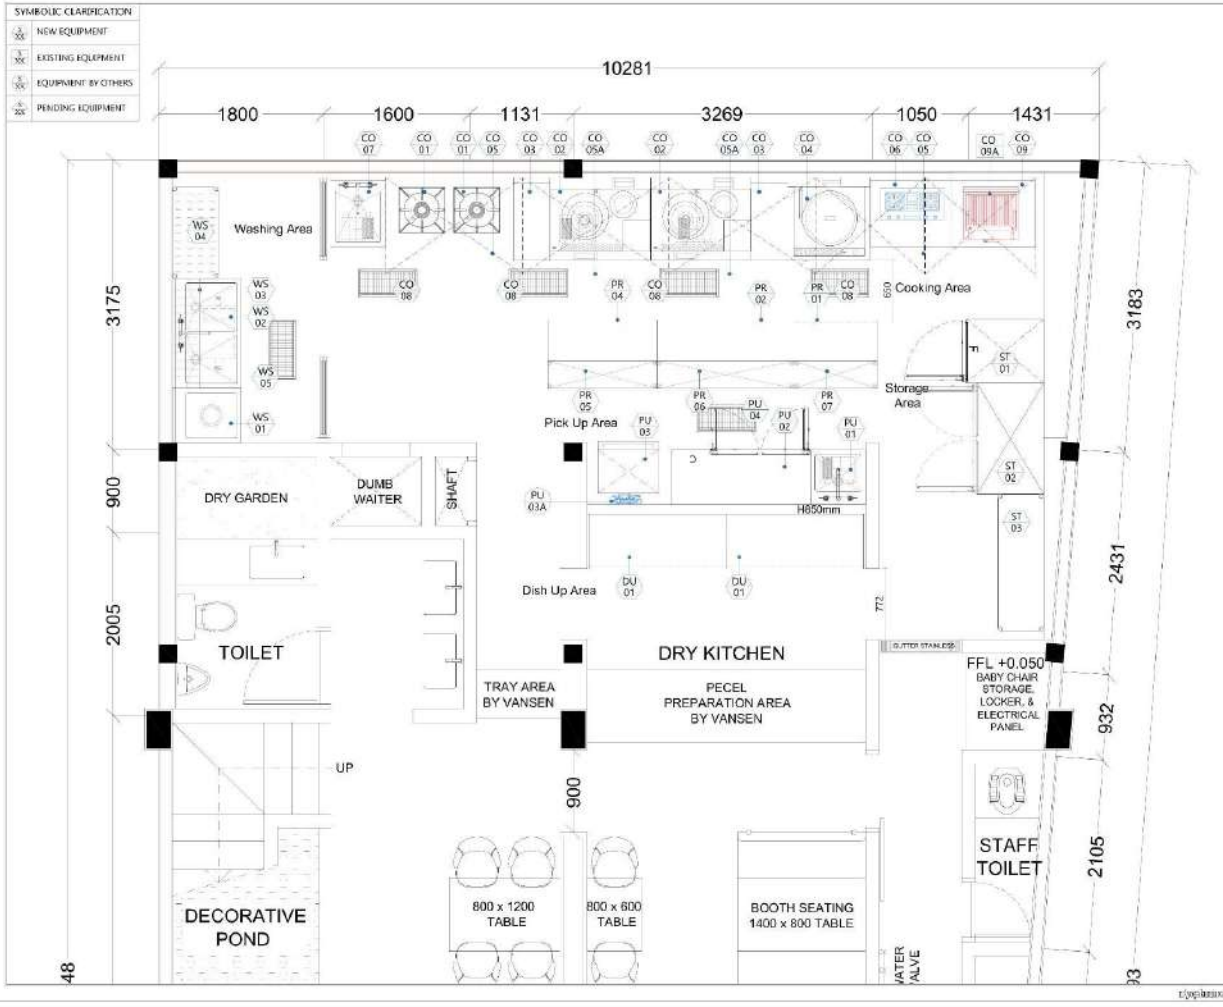 SYMBOLIC CLARIFICATION
NEW EQUIPMENT
EXISTING EQUIPMENT
EQUIPMENT BY OTHERS
PENDING EQUIPMENT
10281
1800
1600
1131
3269
1050
1431
CO 07
CO 01
CO 01
CO 05
CO 03
CO 02
CO 05A
CO 02
CO 05A
CO 03
CO 04
CO 06
CO 05
CO 09A
CO 09
WS 04
Washing Area
WS 03
WS 02
WS 05
WS 01
CO 08
CO 08
PR 04
CO 08
PR 02
PR 01
CO 08
650
Cooking Area
3175
3183
F
ST 01
Storage
Area
PR 05
PR 06
PR 07
Pick Up Area
PU 03
PU 04
PU 02
PU 01
C
ST 02
900
DRY GARDEN
DUMB
WAITER
SHAFT
PU 03A
H850mm
ST 03
2431
Dish Up Area
DU 01
DU 01
772
2005
TOILET
DRY KITCHEN
GUTTER STAINLESS
FFL +0.050
BABY CHAIR
STORAGE,
LOCKER, &
ELECTRICAL
PANEL
TRAY AREA
BY VANSEN
PECEL
PREPARATION AREA
BY VANSEN
932
UP
900
STAFF
TOILET
2105
DECORATIVE
POND
800 x 1200
TABLE
800 x 600
TABLE
BOOTH SEATING
1400 x 800 TABLE
48
93